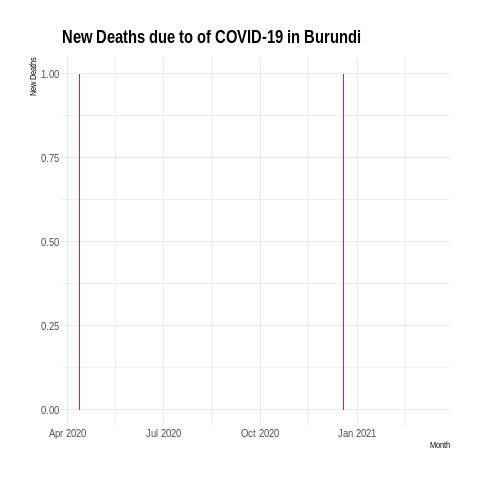 New Deaths due to of COVID-19 in Burundi
New Deaths
1.00
0.75
0.50
0.25
0.00
Apr 2020 Jul 2020 Oct 2020 Jan 2021
Month